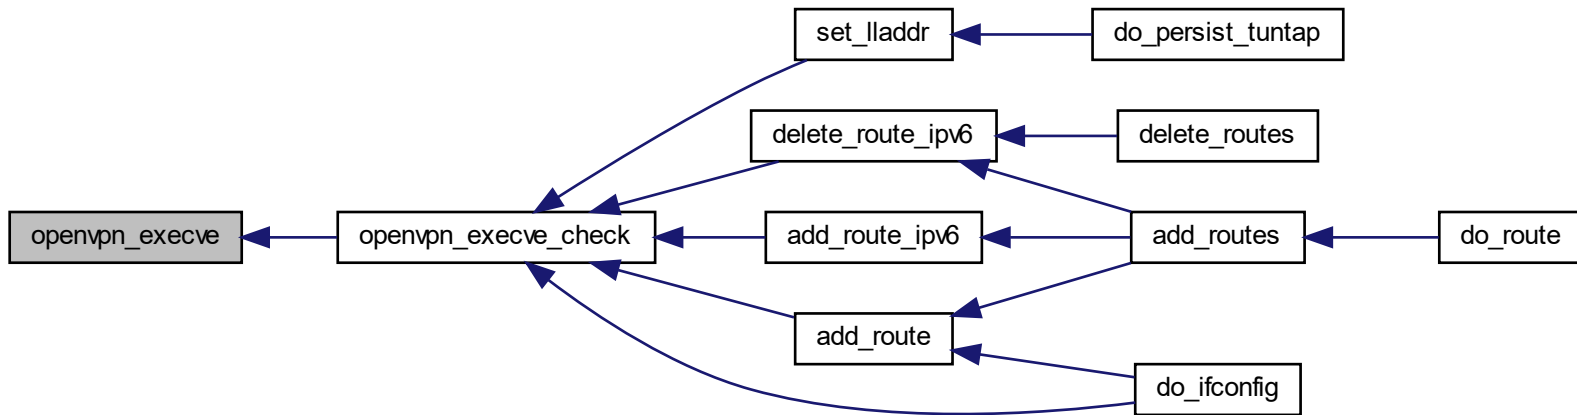 set_lladdr
do_persist_tuntap
delete_route_ipv6
delete_routes
openvpn_execve
openvpn_execve_check
add_route_ipv6
add_routes
do_route
add_route
do_ifconfig